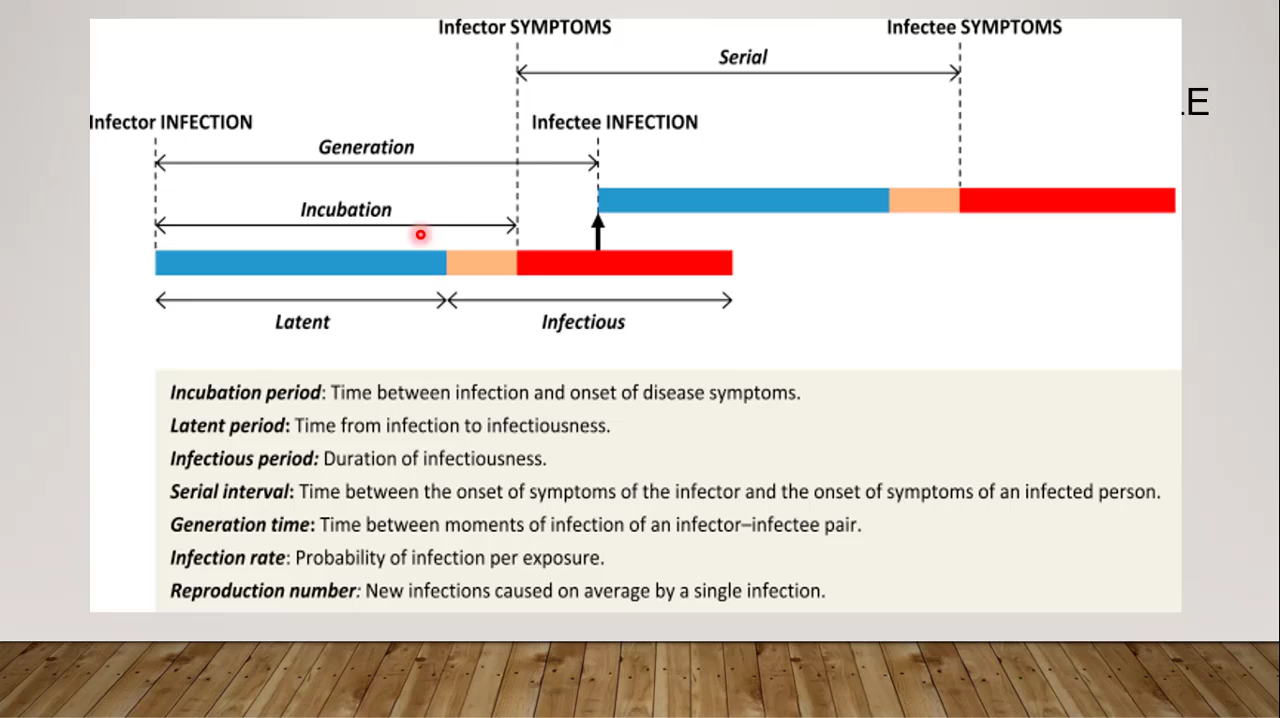 Infector SYMPTOMS
Infectee SYMPTOMS
Serial
LE
Infector INFECTION
Infectee INFECTION
Generation
Incubation
Latent
Infectious
Incubation period: Time between infection and onset of disease symptoms.
Latent period: Time from infection to infectiousness.
Infectious period: Duration of infectiousness.
Serial interval: Time between the onset of symptoms of the infector and the onset of symptoms of an infected person.
Generation time: Time between moments of infection of an infector–infectee pair.
Infection rate: Probability of infection per exposure.
Reproduction number: New infections caused on average by a single infection.